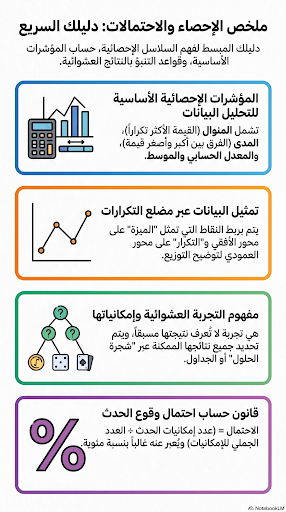 ملخص الإحصاء والاحتمالات: دليلك السريع
دليلك المبسط لفهم السلاسل الإحصائية، حساب المؤشرات
الأساسية، وقواعد التنبؤ بالنتائج العشوائية.
المؤشرات الإحصائية الأساسية
لتحليل البيانات
تشمل المنوال (القيمة الأكثر تكراراً)،
المدى (الفرق بين أكبر وأصغر قيمة)،
والمعدل الحسابي والموسط.
تمثيل البيانات عبر مضلع التكرارات
يتم بربط النقاط التي تمثل "الميزة" على
محور الأفقي و"التكرار" على محور
العمودي لتوضيح التوزيع.
مفهوم التجربة العشوائية وإمكانياتها
هي تجربة لا تُعرف نتيجتها مسبقاً، ويتم
تحديد جميع نتائجها الممكنة عبر "شجرة
الحلول" أو الجداول.
? ? ?
قانون حساب احتمال وقوع الحدث
الاحتمال = (عدد إمكانيات الحدث ÷ العدد
الجملي للإمكانيات) ويُعبر عنه غالباً بنسبة مئوية.
%
NotebookLM